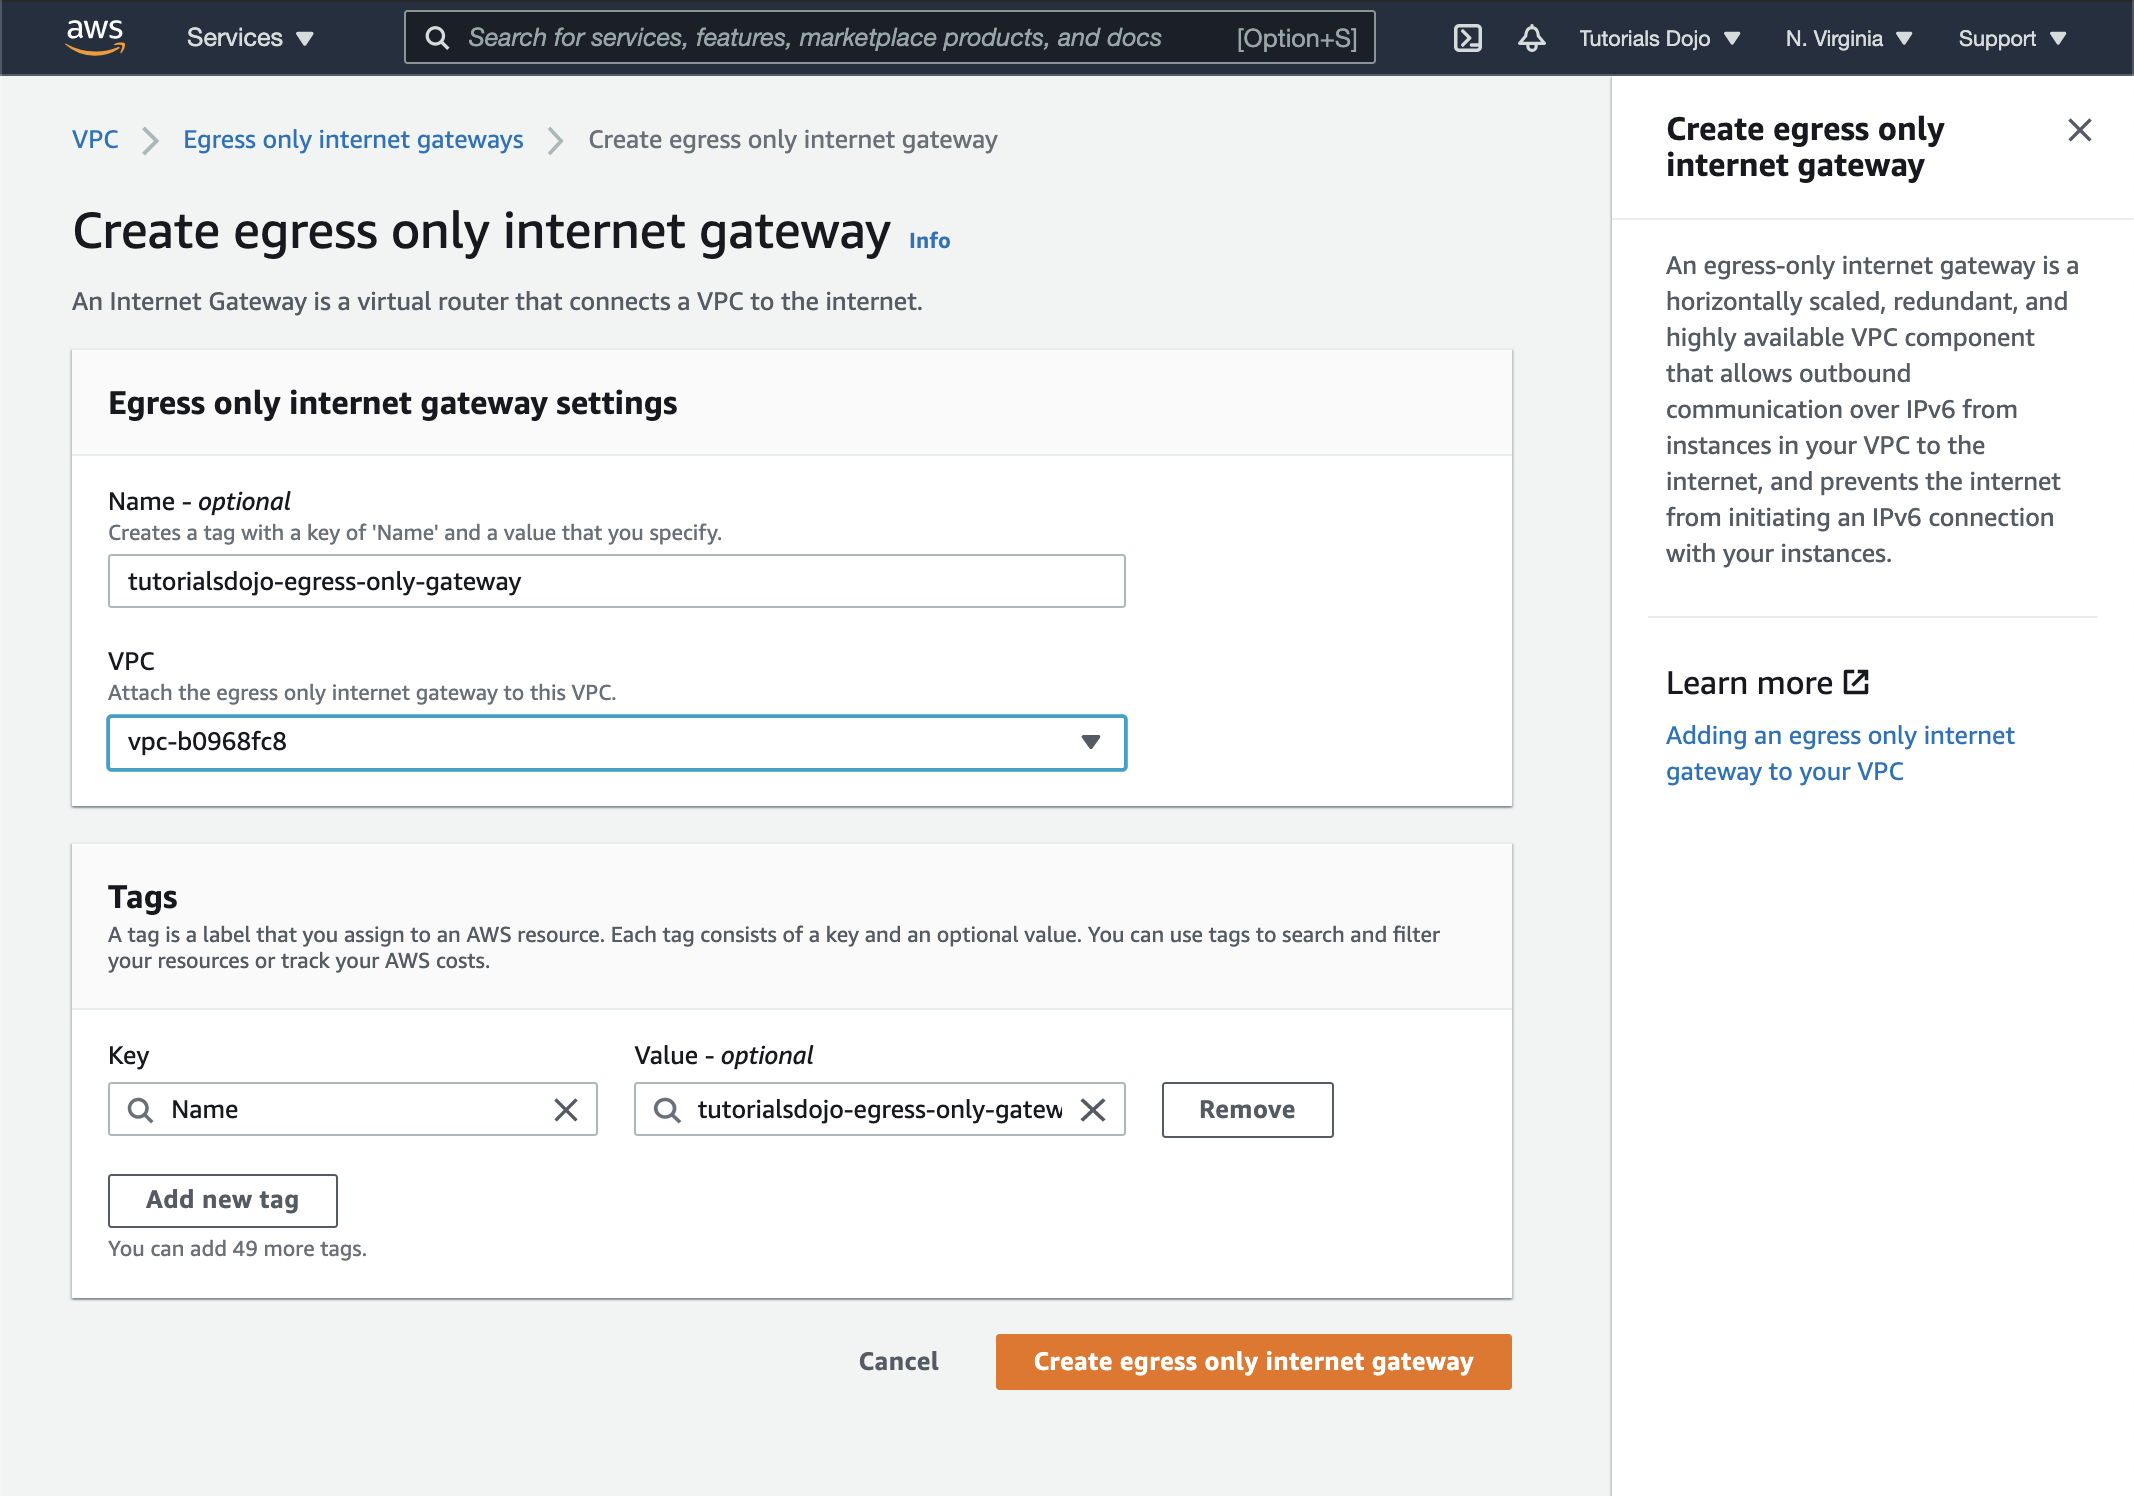 aws
Services
Search for services, features, marketplace products, and docs
[Option+S]
Tutorials Dojo
N. Virginia
Support
VPC
Egress only internet gateways
Create egress only internet gateway
Create egress only internet gateway
Info
An Internet Gateway is a virtual router that connects a VPC to the internet.
Egress only internet gateway settings
Name - optional
Creates a tag with a key of 'Name' and a value that you specify.
tutorialsdojo-egress-only-gateway
VPC
Attach the egress only internet gateway to this VPC.
vpc-b0968fc8
Tags
A tag is a label that you assign to an AWS resource. Each tag consists of a key and an optional value. You can use tags to search and filter
your resources or track your AWS costs.
Key
Value - optional
Name
tutorialsdojo-egress-only-gatew
Remove
Add new tag
You can add 49 more tags.
Cancel
Create egress only internet gateway
Create egress only
internet gateway
An egress-only internet gateway is a
horizontally scaled, redundant, and
highly available VPC component
that allows outbound
communication over IPv6 from
instances in your VPC to the
internet, and prevents the internet
from initiating an IPv6 connection
with your instances.
Learn more
Adding an egress only internet
gateway to your VPC